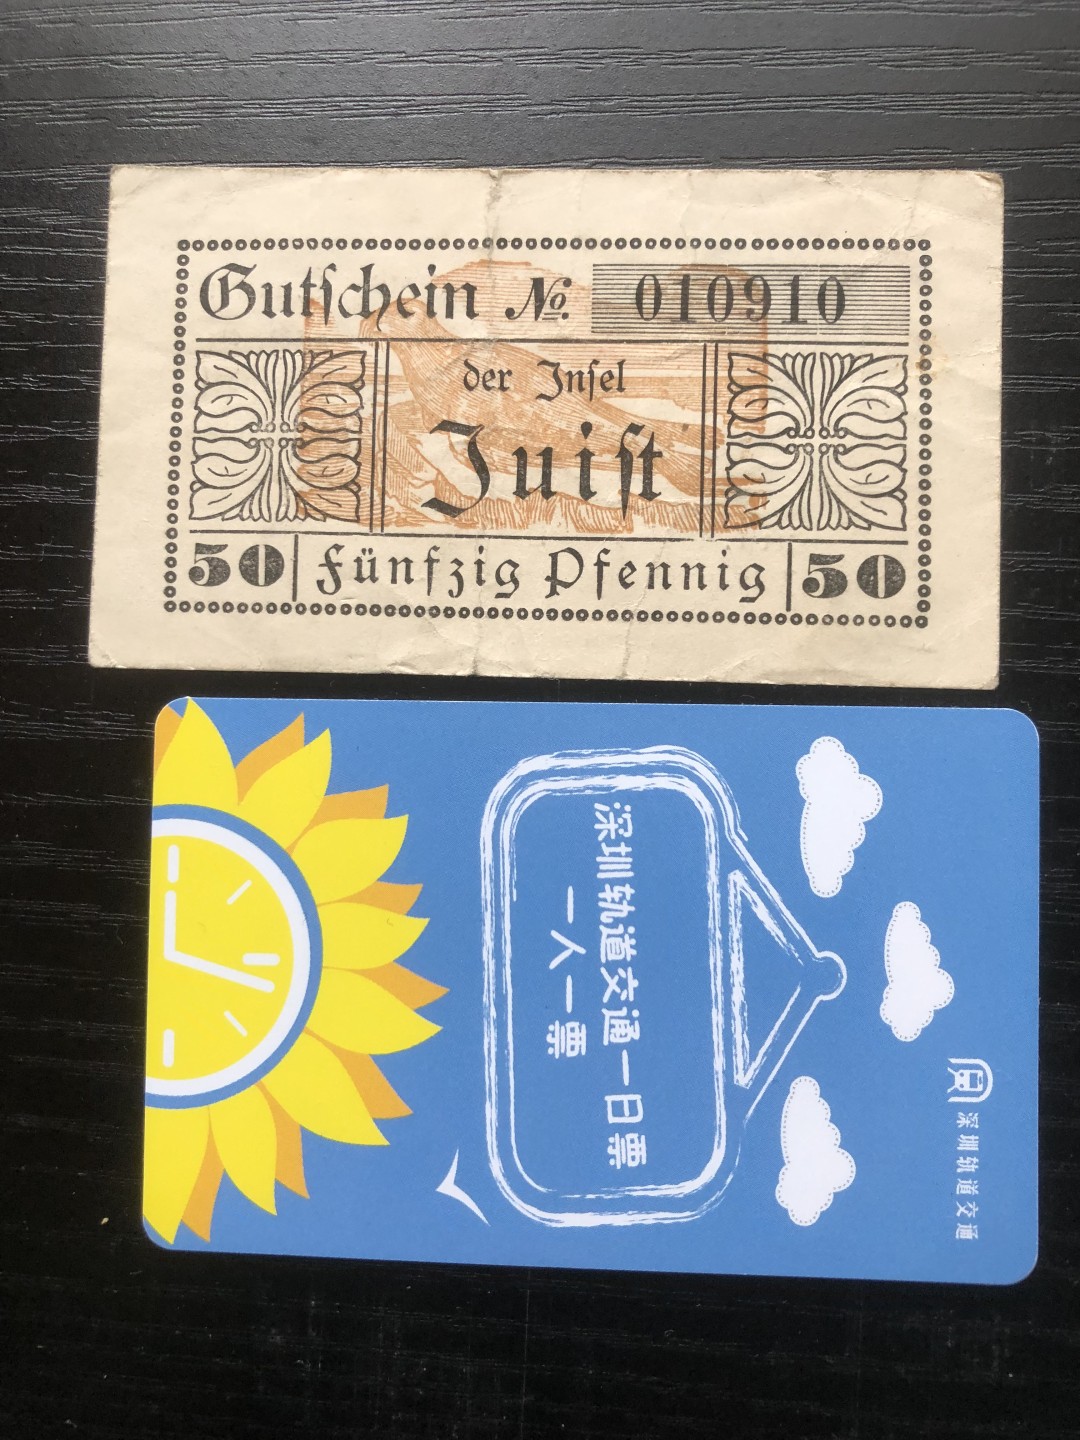 Gutschein No. 010910
der Insel
Juist
50 Fünfzig Pfennig 50
深圳轨道交通一日票
一人一票
深圳轨道交通